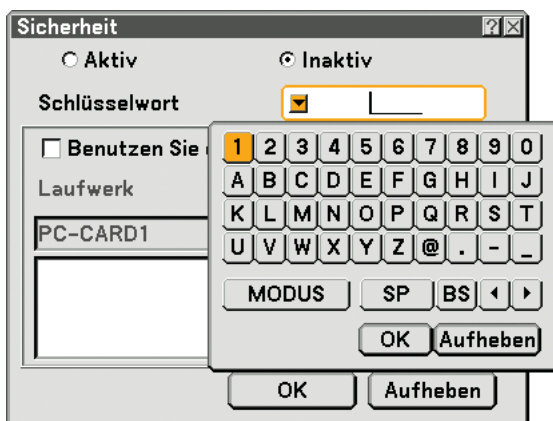 Sicherheit
Aktiv Inaktiv
Schlüsselwort
Benutzen Sie
Laufwerk
PC-CARD1
1 2 3 4 5 6 7 8 9 0
A B C D E F G H I J
K L M N O P Q R S T
U V W X Y Z @ . - _
MODUS SP BS
OK Aufheben
OK Aufheben